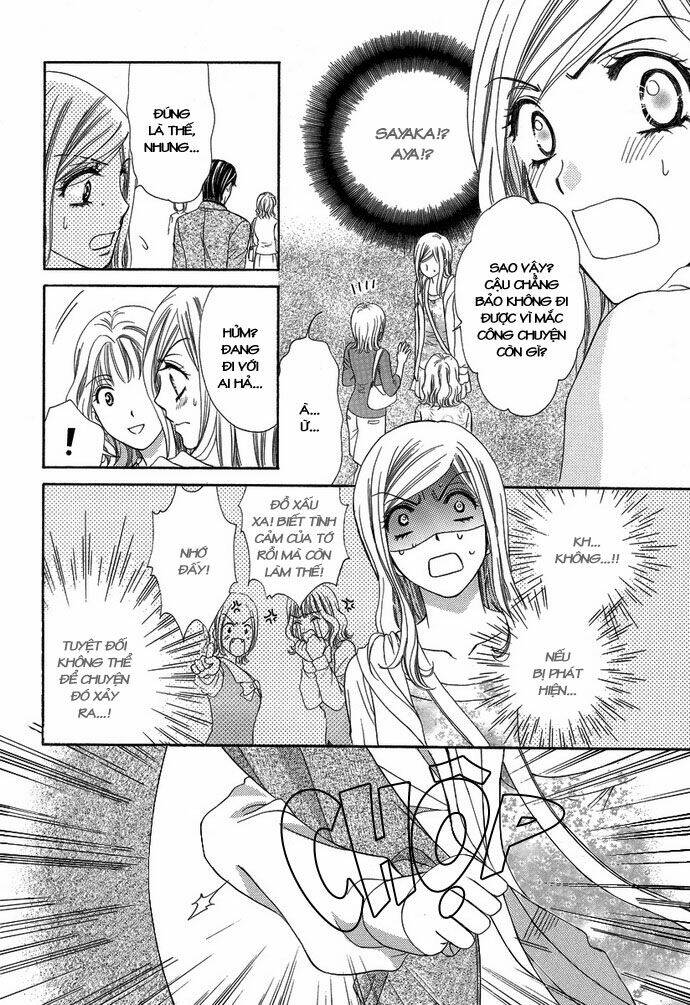 SAYAKA!?
AYA!?
SAO VẬY?
CẬU CHẲNG
BẢO KHÔNG ĐI
ĐƯỢC VÌ MẮC
CÔNG CHUYỆN
CÒN GÌ?
À...
Ừ...
ĐÚNG
LÀ THẾ,
NHƯNG...
HỬM?
ĐANG
ĐI VỚI
AI HẢ...
!
KH...
KHÔNG...!!
NẾU
BỊ PHÁT
HIỆN...
ĐỒ XẤU
XA! BIẾT TÌNH
CẢM CỦA TỚ
RỒI MÀ CÒN
LÀM THẾ!
NHỚ
ĐẤY!
TUYỆT ĐỐI
KHÔNG THỂ
ĐỂ CHUYỆN
ĐÓ XẢY
RA...!
CHỘP